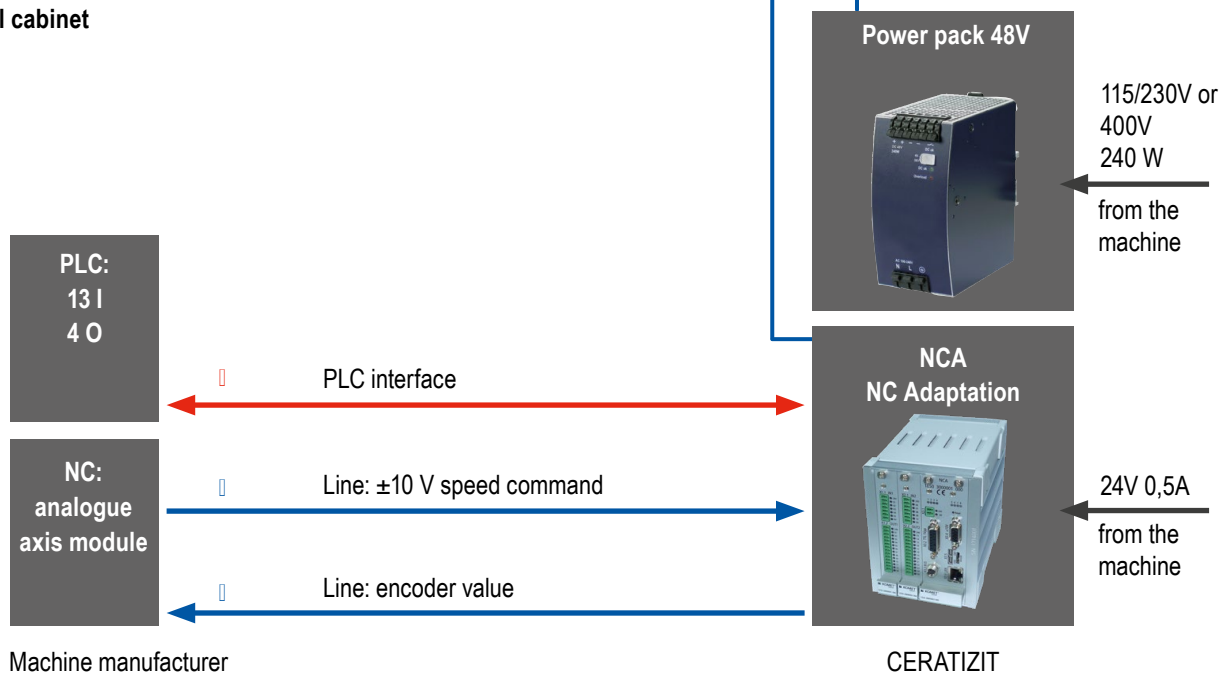 l cabinet
Power pack 48V
115/230V or
400V
240 W
from the
machine
PLC:
13 I
4 O
PLC interface
NCA
NC Adaptation
NC:
analogue
axis module
Line: ±10 V speed command
24V 0,5A
from the
machine
Line: encoder value
Machine manufacturer
CERATIZIT